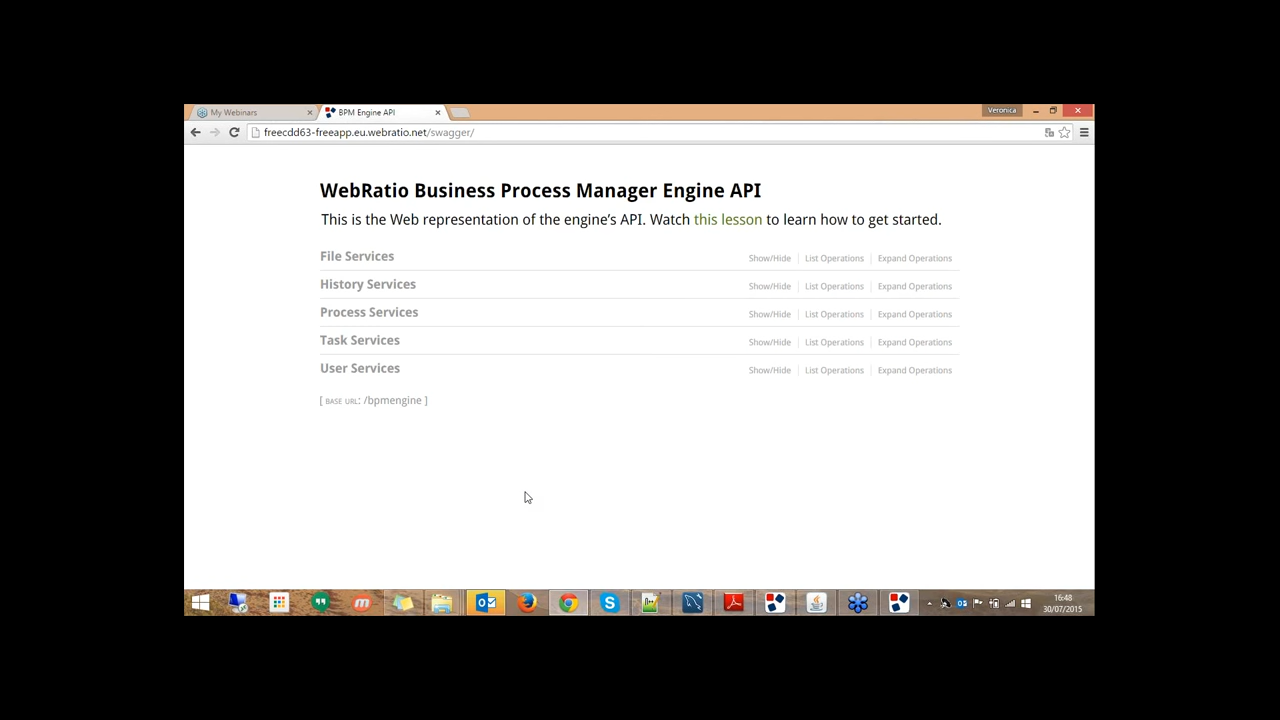 My Webinars
BPM Engine API
Veronica
freecdd63-freeapp.eu.webratio.net/swagger/
WebRatio Business Process Manager Engine API
This is the Web representation of the engine's API. Watch this lesson to learn how to get started.
File Services Show/Hide List Operations Expand Operations
History Services Show/Hide List Operations Expand Operations
Process Services Show/Hide List Operations Expand Operations
Task Services Show/Hide List Operations Expand Operations
User Services Show/Hide List Operations Expand Operations
[ BASE URL: /bpmengine ]
16:48
30/07/2015